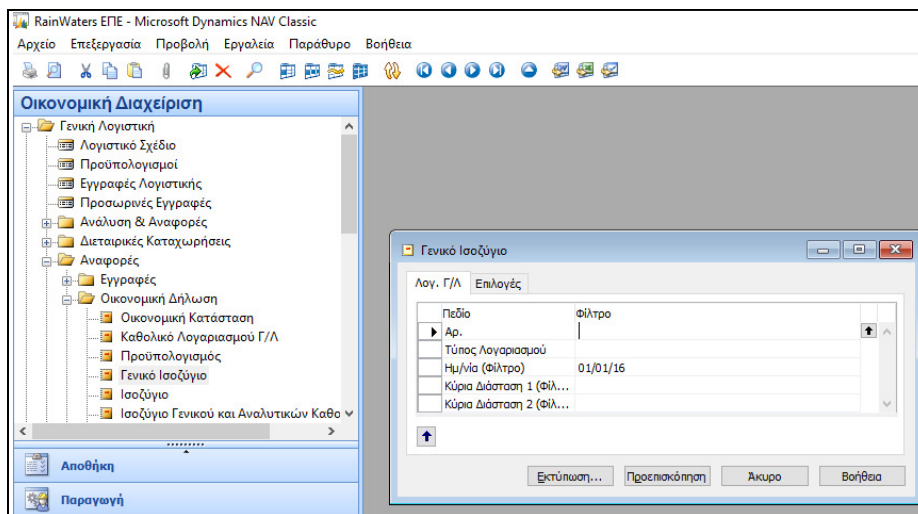 RainWaters ΕΠΕ - Microsoft Dynamics NAV Classic
Αρχείο Επεξεργασία Προβολή Εργαλεία Παράθυρο Βοήθεια
Οικονομική Διαχείριση
Γενική Λογιστική
Λογιστικό Σχέδιο
Προϋπολογισμοί
Εγγραφές Λογιστικής
Προσωρινές Εγγραφές
Ανάλυση & Αναφορές
Διεταιρικές Καταχωρήσεις
Αναφορές
Εγγραφές
Οικονομική Δήλωση
Οικονομική Κατάσταση
Καθολικό Λογαριασμού Γ/Λ
Προϋπολογισμός
Γενικό Ισοζύγιο
Ισοζύγιο
Ισοζύγιο Γενικού και Αναλυτικών Καθο
Αποθήκη
Παραγωγή
Γενικό Ισοζύγιο
Λογ. Γ/Λ Επιλογές
Πεδίο Φίλτρο
Αρ.
Τύπος Λογαριασμού
Ημ/νία (Φίλτρο) 01/01/16
Κύρια Διάσταση 1 (Φίλ...
Κύρια Διάσταση 2 (Φίλ...
Εκτύπωση... Προεπισκόπηση Άκυρο Βοήθεια